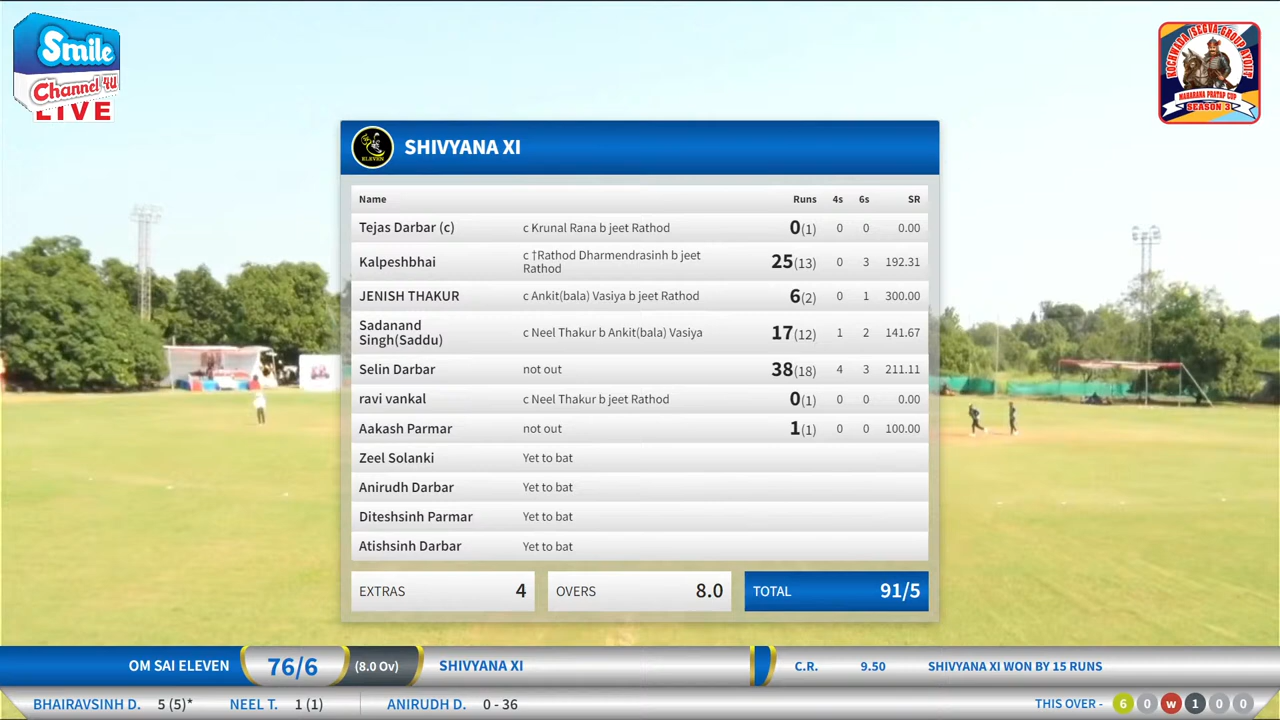 Smile
Channel 4U
LIVE
KOCHWADA/SEGVA GROUP AYOJIT
MAHARANA PRATAP CUP
SEASON 3
ELEVEN
SHIVYANA XI
Name Runs 4s 6s SR
Tejas Darbar (c) c Krunal Rana b jeet Rathod 0(1) 0 0 0.00
Kalpeshbhai c †Rathod Dharmendrasinh b jeet Rathod 25(13) 0 3 192.31
JENISH THAKUR c Ankit(bala) Vasiya b jeet Rathod 6(2) 0 1 300.00
Sadanand Singh(Saddu) c Neel Thakur b Ankit(bala) Vasiya 17(12) 1 2 141.67
Selin Darbar not out 38(18) 4 3 211.11
ravi vankal c Neel Thakur b jeet Rathod 0(1) 0 0 0.00
Aakash Parmar not out 1(1) 0 0 100.00
Zeel Solanki Yet to bat
Anirudh Darbar Yet to bat
Diteshsinh Parmar Yet to bat
Atishsinh Darbar Yet to bat
EXTRAS 4 OVERS 8.0 TOTAL 91/5
OM SAI ELEVEN 76/6 (8.0 Ov) SHIVYANA XI C.R. 9.50 SHIVYANA XI WON BY 15 RUNS
BHAIRAVSINH D. 5 (5)* NEEL T. 1 (1) ANIRUDH D. 0 - 36 THIS OVER - 6 0 W 1 0 0